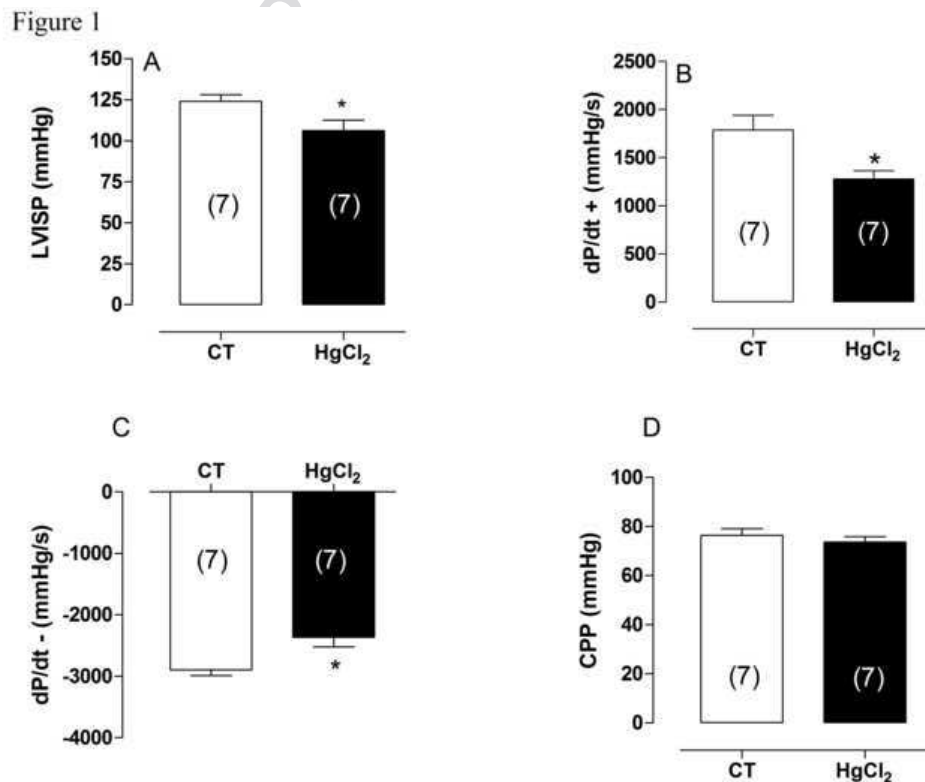 Figure 1
A
LVISP (mmHg)
150
125
100
75
50
25
0
*
(7)
(7)
CT
HgCl₂
B
dP/dt + (mmHg/s)
2500
2000
1500
1000
500
0
*
(7)
(7)
CT
HgCl₂
C
CT
HgCl₂
dP/dt - (mmHg/s)
0
-1000
-2000
-3000
-4000
(7)
(7)
*
D
CPP (mmHg)
100
80
60
40
20
0
(7)
(7)
CT
HgCl₂